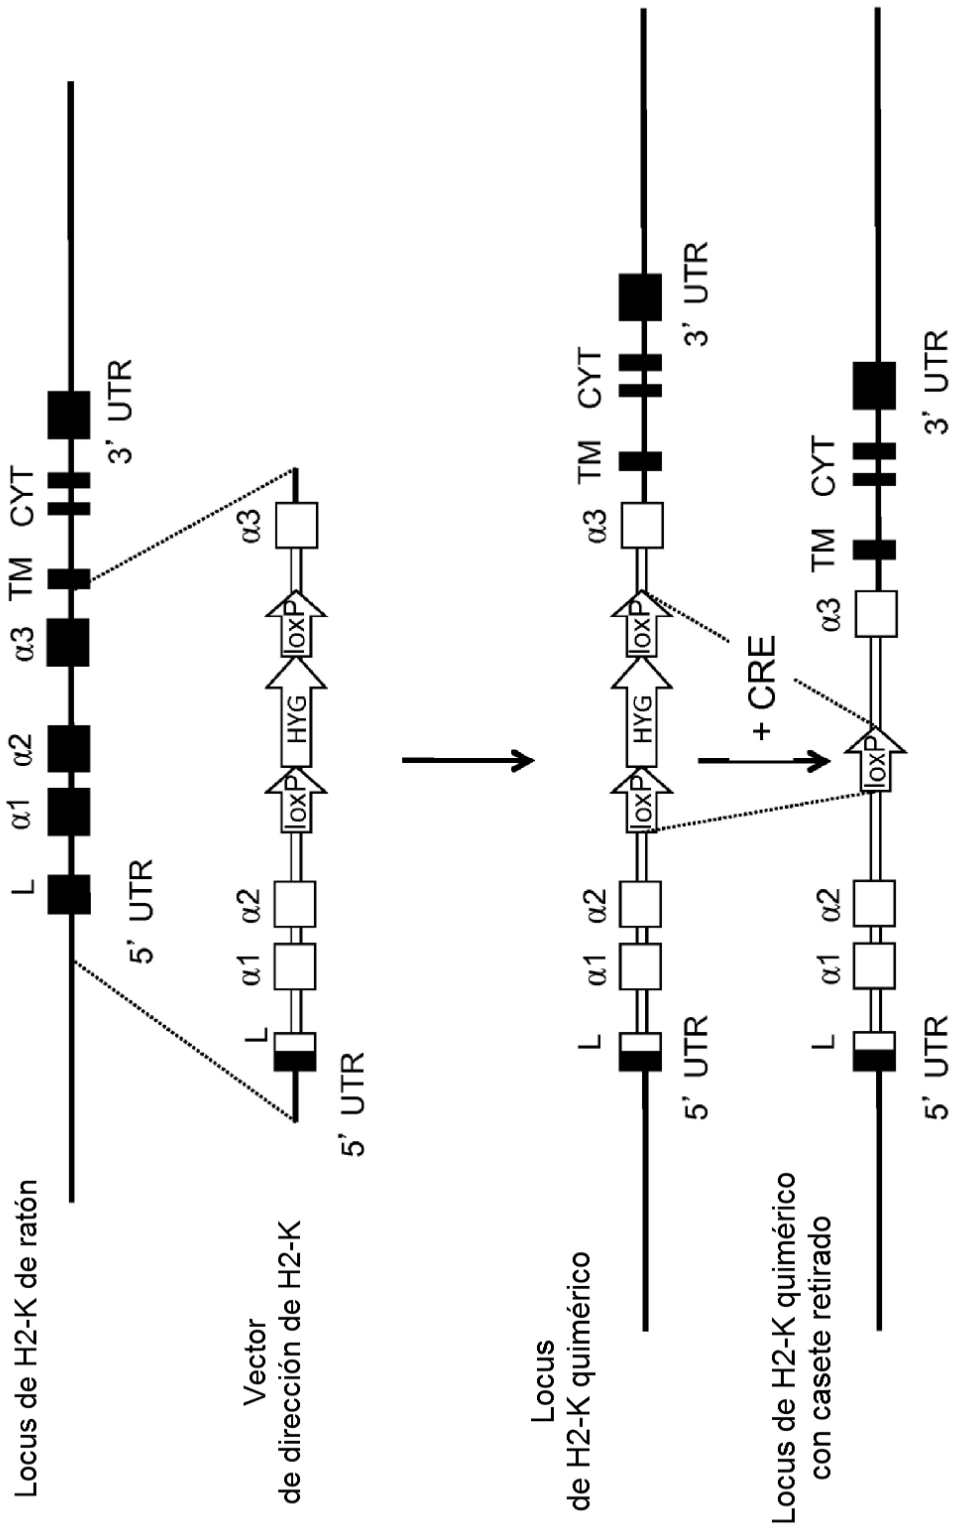 Locus de H2-K de ratón
L
α1
α2
α3
TM
CYT
5' UTR
3' UTR
Vector
de dirección de H2-K
L
α1
α2
α3
loxP
HYG
loxP
5' UTR
Locus
de H2-K quimérico
L
α1
α2
α3
TM
CYT
loxP
HYG
loxP
5' UTR
3' UTR
+ CRE
Locus de H2-K quimérico
con casete retirado
L
α1
α2
α3
TM
CYT
loxP
5' UTR
3' UTR